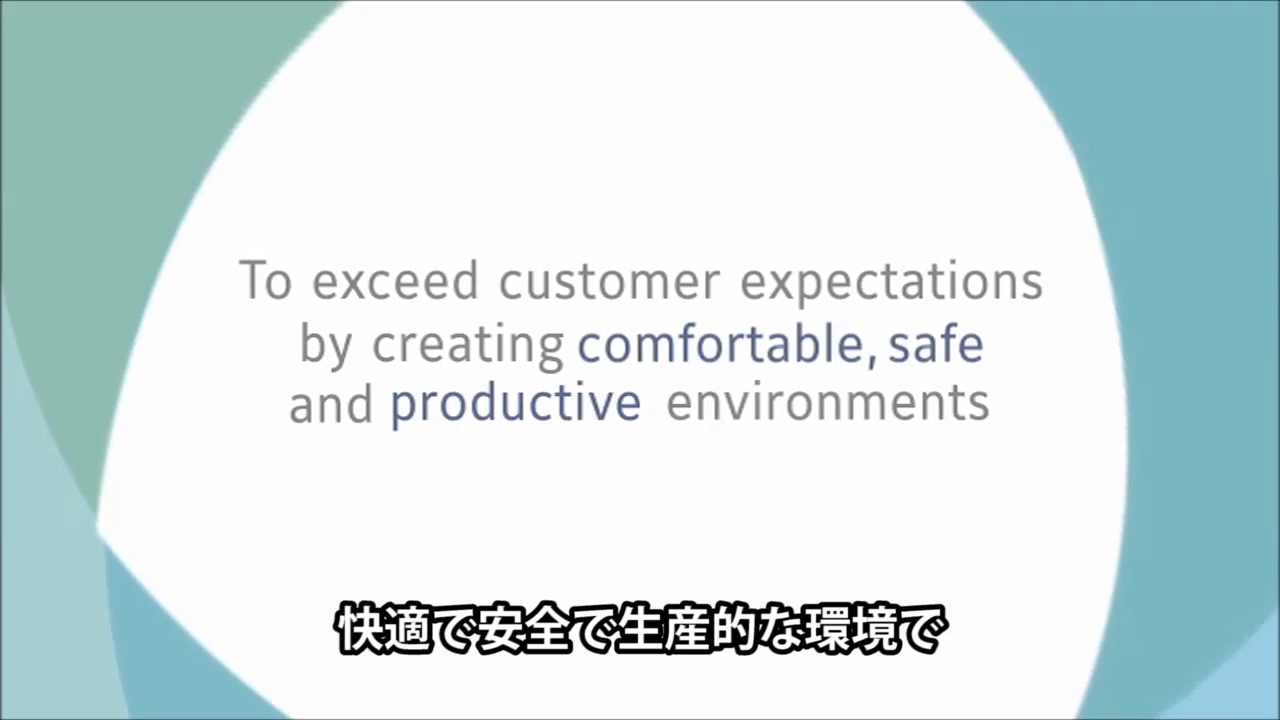 To exceed customer expectations
by creating comfortable, safe
and productive environments
快適で安全で生産的な環境で